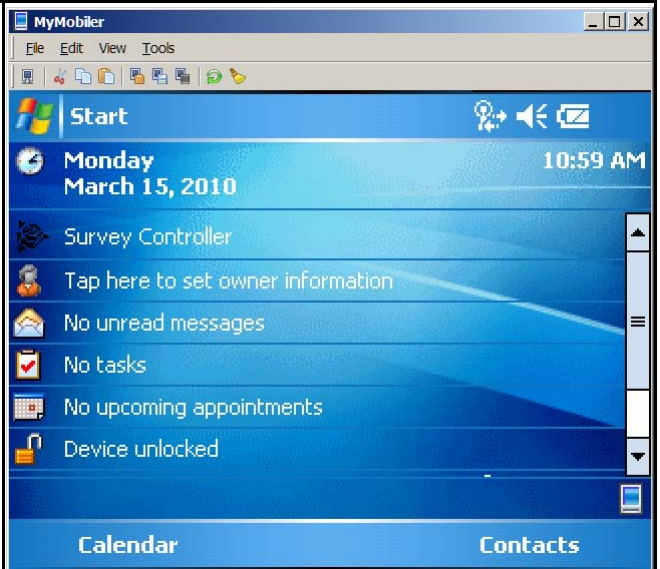 MyMobiler
File Edit View Tools
Start
Monday 10:59 AM
March 15, 2010
Survey Controller
Tap here to set owner information
No unread messages
No tasks
No upcoming appointments
Device unlocked
Calendar Contacts